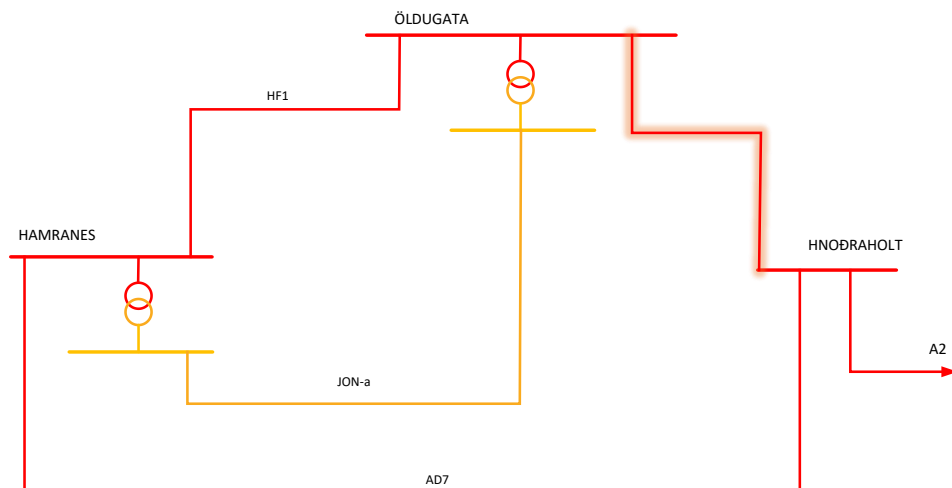 ÖLDUGATA
HF1
HAMRANES
HNOÐRAHOLT
A2
JON-a
AD7